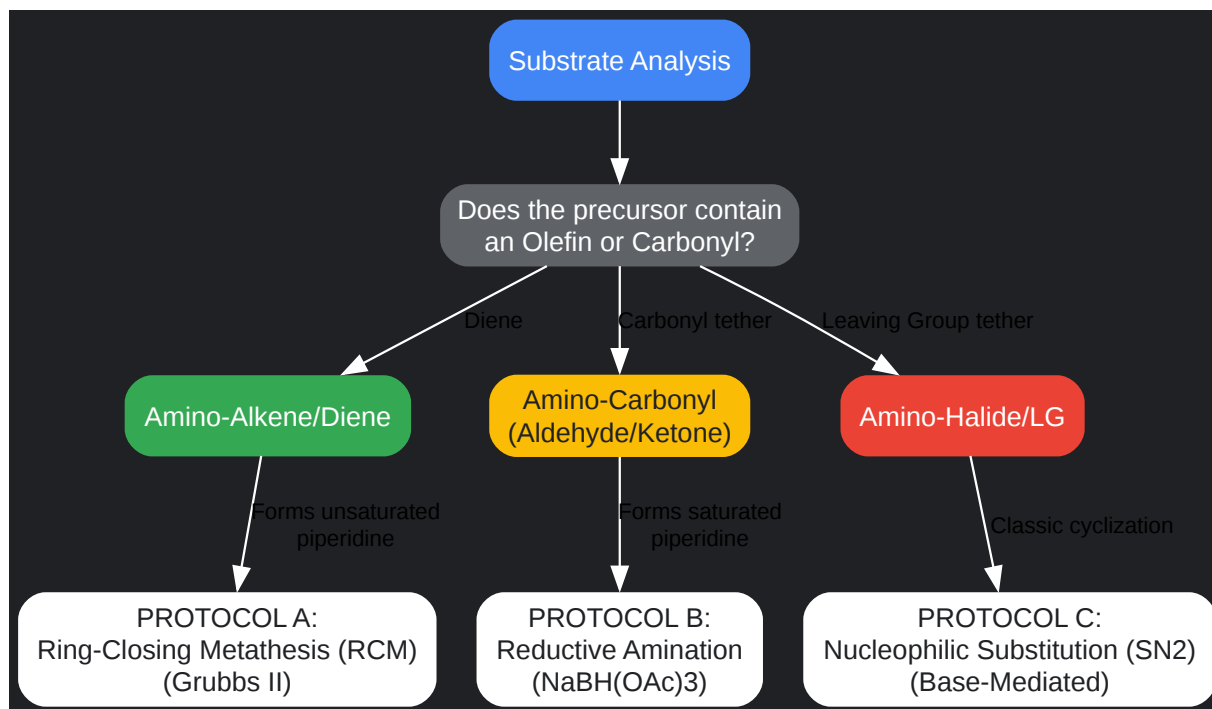 Substrate Analysis
Does the precursor contain
an Olefin or Carbonyl?
Diene
Carbonyl tether
Leaving Group tether
Amino-Alkene/Diene
Amino-Carbonyl
(Aldehyde/Ketone)
Amino-Halide/LG
Forms unsaturated
piperidine
Forms saturated
piperidine
Classic cyclization
PROTOCOL A:
Ring-Closing Metathesis (RCM)
(Grubbs II)
PROTOCOL B:
Reductive Amination
(NaBH(OAc)3)
PROTOCOL C:
Nucleophilic Substitution (SN2)
(Base-Mediated)